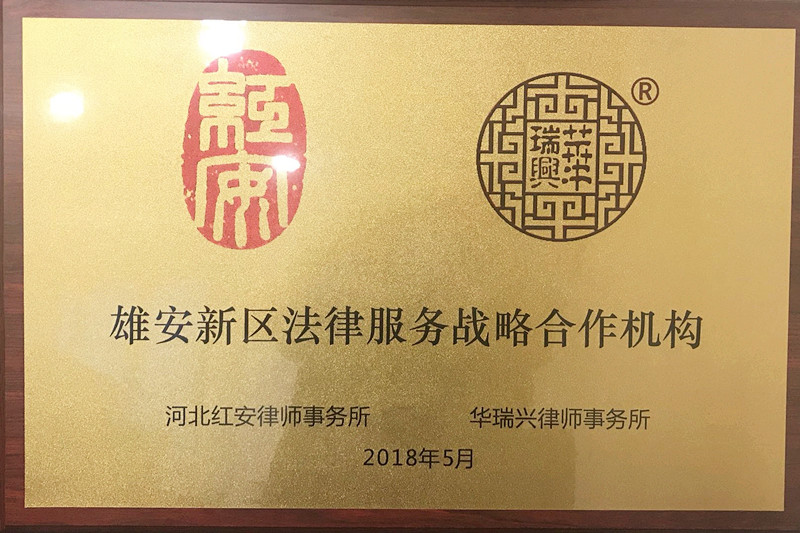 紅安
華瑞興
®
雄安新区法律服务战略合作机构
河北红安律师事务所
华瑞兴律师事务所
2018年5月